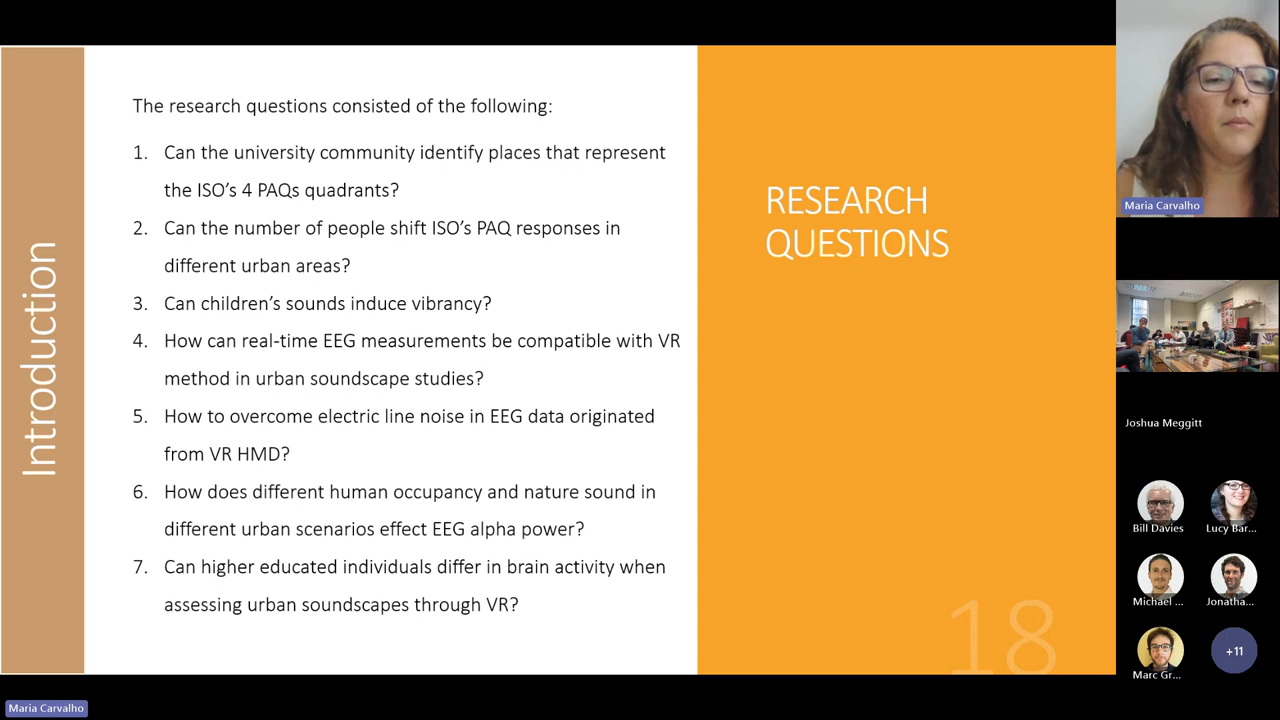 Introduction
The research questions consisted of the following:
1. Can the university community identify places that represent
the ISO's 4 PAQs quadrants?
2. Can the number of people shift ISO's PAQ responses in
different urban areas?
3. Can children's sounds induce vibrancy?
4. How can real-time EEG measurements be compatible with VR
method in urban soundscape studies?
5. How to overcome electric line noise in EEG data originated
from VR HMD?
6. How does different human occupancy and nature sound in
different urban scenarios effect EEG alpha power?
7. Can higher educated individuals differ in brain activity when
assessing urban soundscapes through VR?
RESEARCH
QUESTIONS
18
Maria Carvalho
Joshua Meggitt
Bill Davies
Lucy Bar...
Michael ...
Jonatha...
Marc Gr...
+11
Maria Carvalho